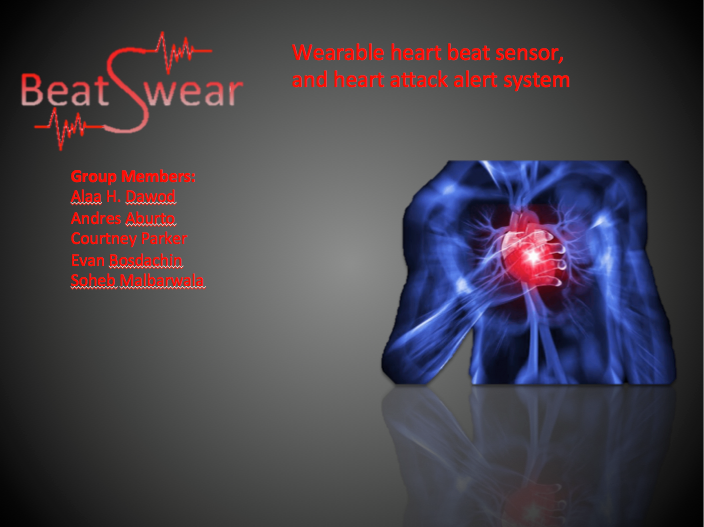 BeatSwear
Wearable heart beat sensor,
and heart attack alert system
Group Members:
Alaa H. Dawod
Andres Aburto
Courtney Parker
Evan Bosdachin
Soheb Malbarwala